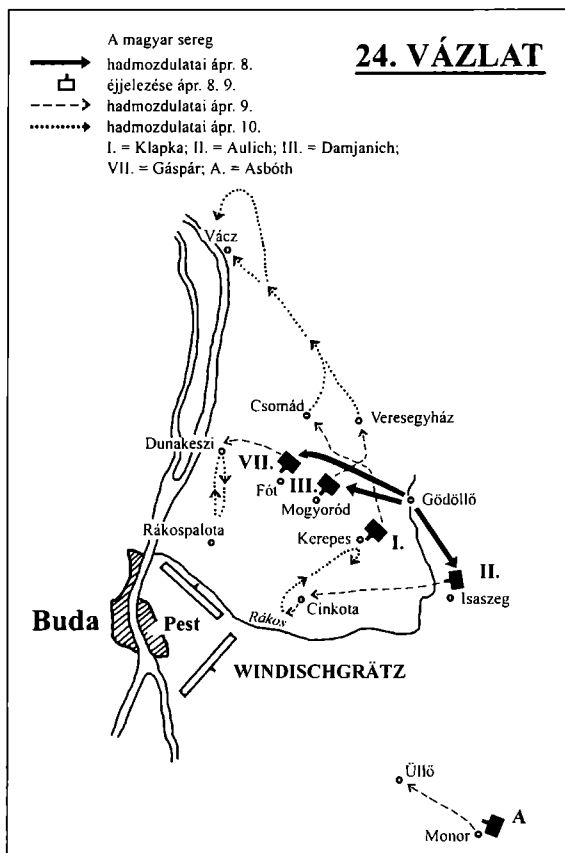 24. VÁZLAT
A magyar sereg
hadmozdulatai ápr. 8.
éjjelezése ápr. 8. 9.
hadmozdulatai ápr. 9.
hadmozdulatai ápr. 10.
I. = Klapka; II. = Aulich; III. = Damjanich;
VII. = Gáspár; A. = Asbóth
Vácz
Csomád
Veresegyház
Dunakeszi
VII.
Fót
III.
Mogyoród
Gödöllő
Rákospalota
Kerepes
I.
II.
Isaszeg
Cinkota
Rákos
Buda
Pest
WINDISCHGRÄTZ
Üllő
A
Monor